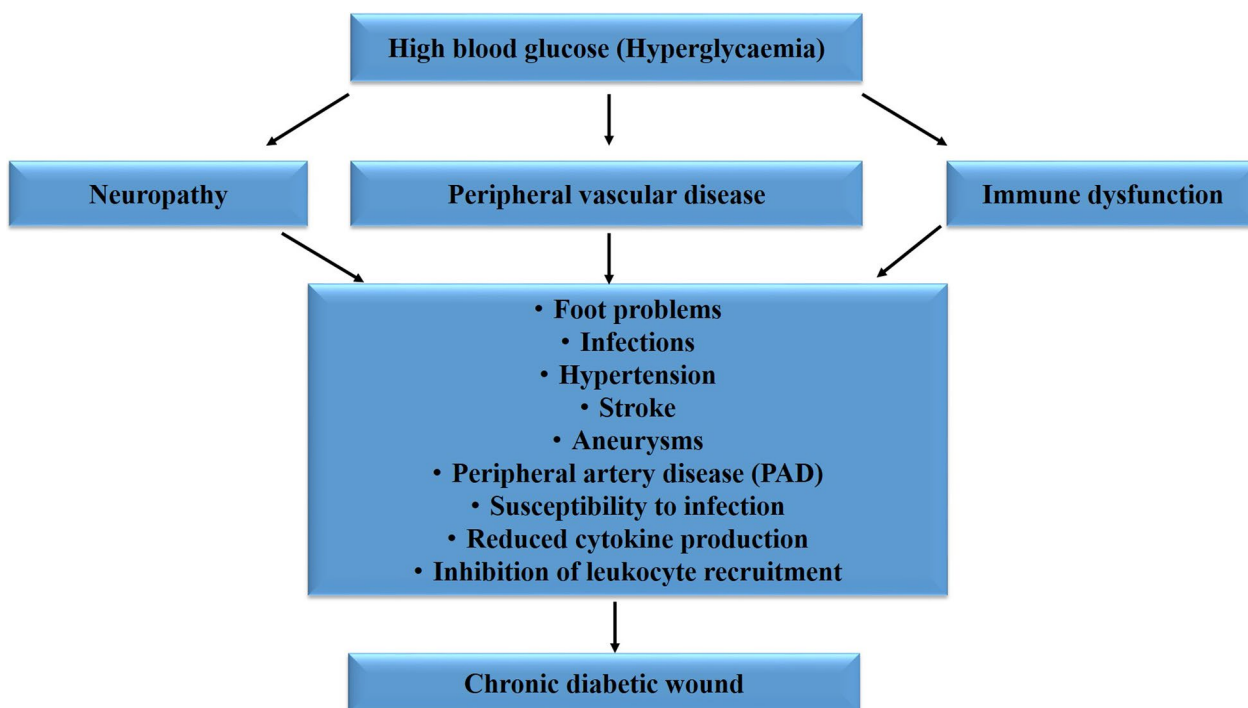 High blood glucose (Hyperglycaemia)
Neuropathy
Peripheral vascular disease
Immune dysfunction
• Foot problems
• Infections
• Hypertension
• Stroke
• Aneurysms
• Peripheral artery disease (PAD)
• Susceptibility to infection
• Reduced cytokine production
• Inhibition of leukocyte recruitment
Chronic diabetic wound